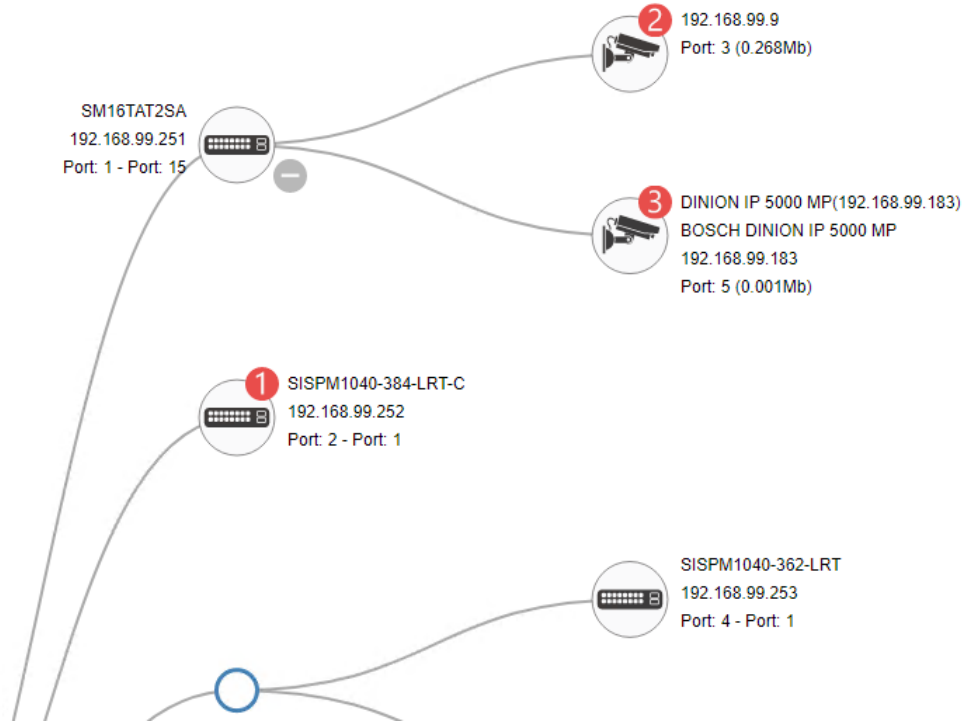 2
192.168.99.9
Port: 3 (0.268Mb)
SM16TAT2SA
192.168.99.251
Port: 1 - Port: 15
3
DINION IP 5000 MP(192.168.99.183)
BOSCH DINION IP 5000 MP
192.168.99.183
Port: 5 (0.001Mb)
1
SISPM1040-384-LRT-C
192.168.99.252
Port: 2 - Port: 1
SISPM1040-362-LRT
192.168.99.253
Port: 4 - Port: 1